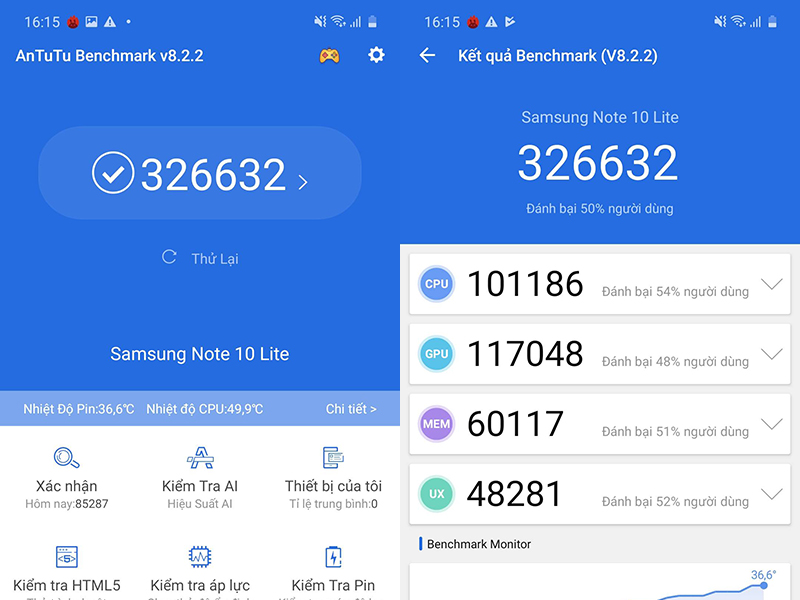 16:15
AnTuTu Benchmark v8.2.2
326632
Thử Lại
Samsung Note 10 Lite
Nhiệt Độ Pin:36,6℃ Nhiệt độ CPU:49,9℃ Chi tiết >
Xác nhận
Hôm nay:85287
Kiểm Tra AI
Hiệu Suất AI
Thiết bị của tôi
Tỉ lệ trung bình:0
Kiểm tra HTML5
Kiểm tra áp lực
Kiểm Tra Pin
16:15
Kết quả Benchmark (V8.2.2)
Samsung Note 10 Lite
326632
Đánh bại 50% người dùng
CPU 101186 Đánh bại 54% người dùng
GPU 117048 Đánh bại 48% người dùng
MEM 60117 Đánh bại 51% người dùng
UX 48281 Đánh bại 52% người dùng
Benchmark Monitor
36,6°